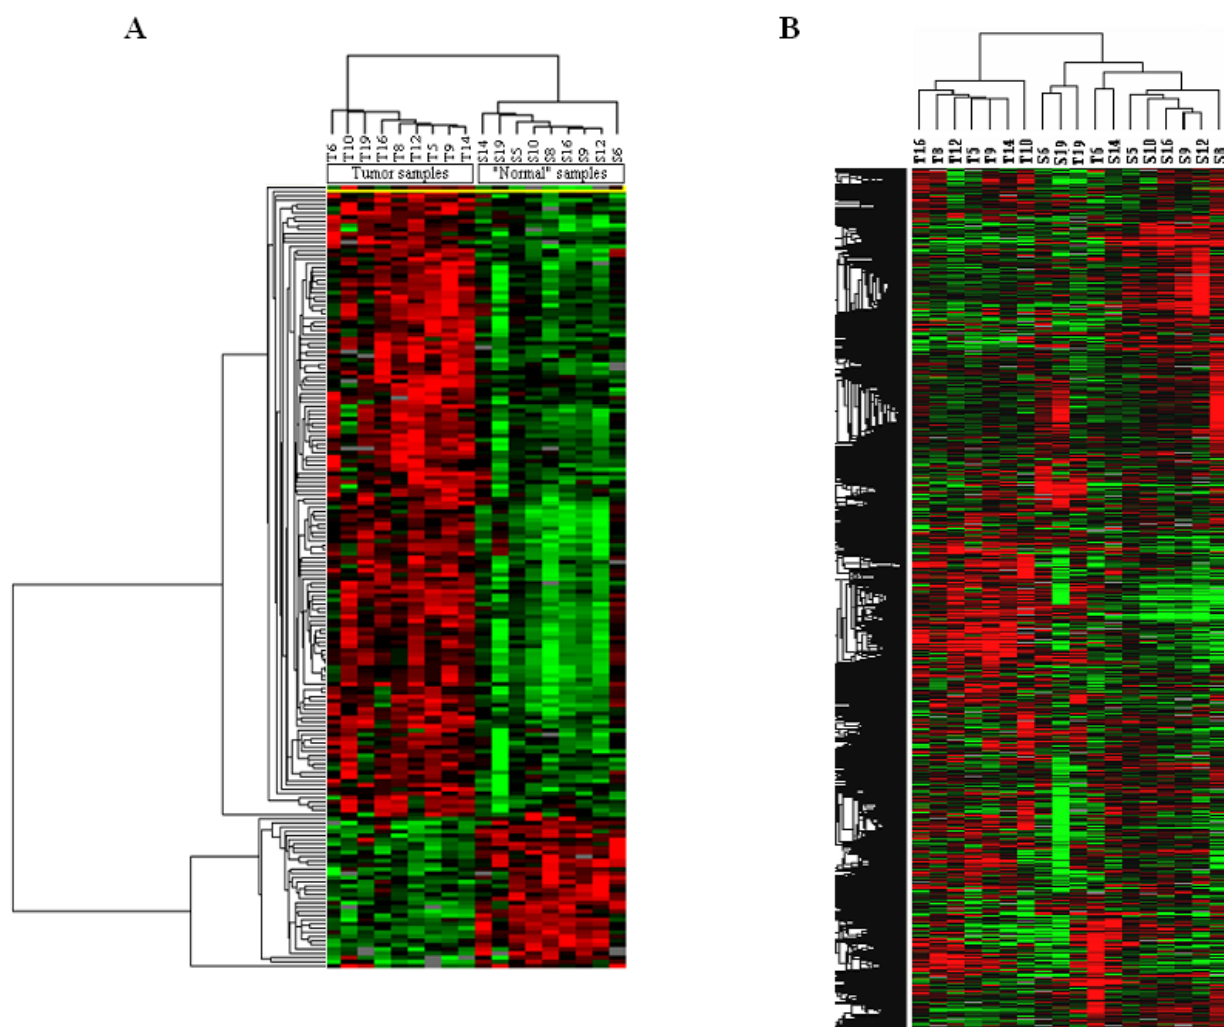 A
B
T6 T10 T19 T16 T8 T12 T5 T9 T14 S14 S19 S5 S10 S8 S16 S9 S12 S6
Tumor samples "Normal" samples
T16 T8 T12 T5 T9 T14 T10 S6 S19 T19 T6 S14 S5 S10 S16 S9 S12 S8